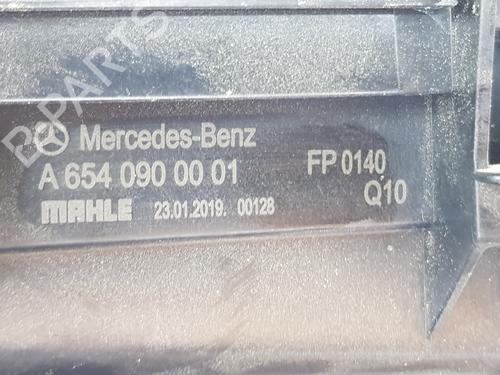 B-PARTS
Mercedes-Benz
A 654 090 00 01
FP 0140
Q10
MAHLE 23.01.2019. 00128